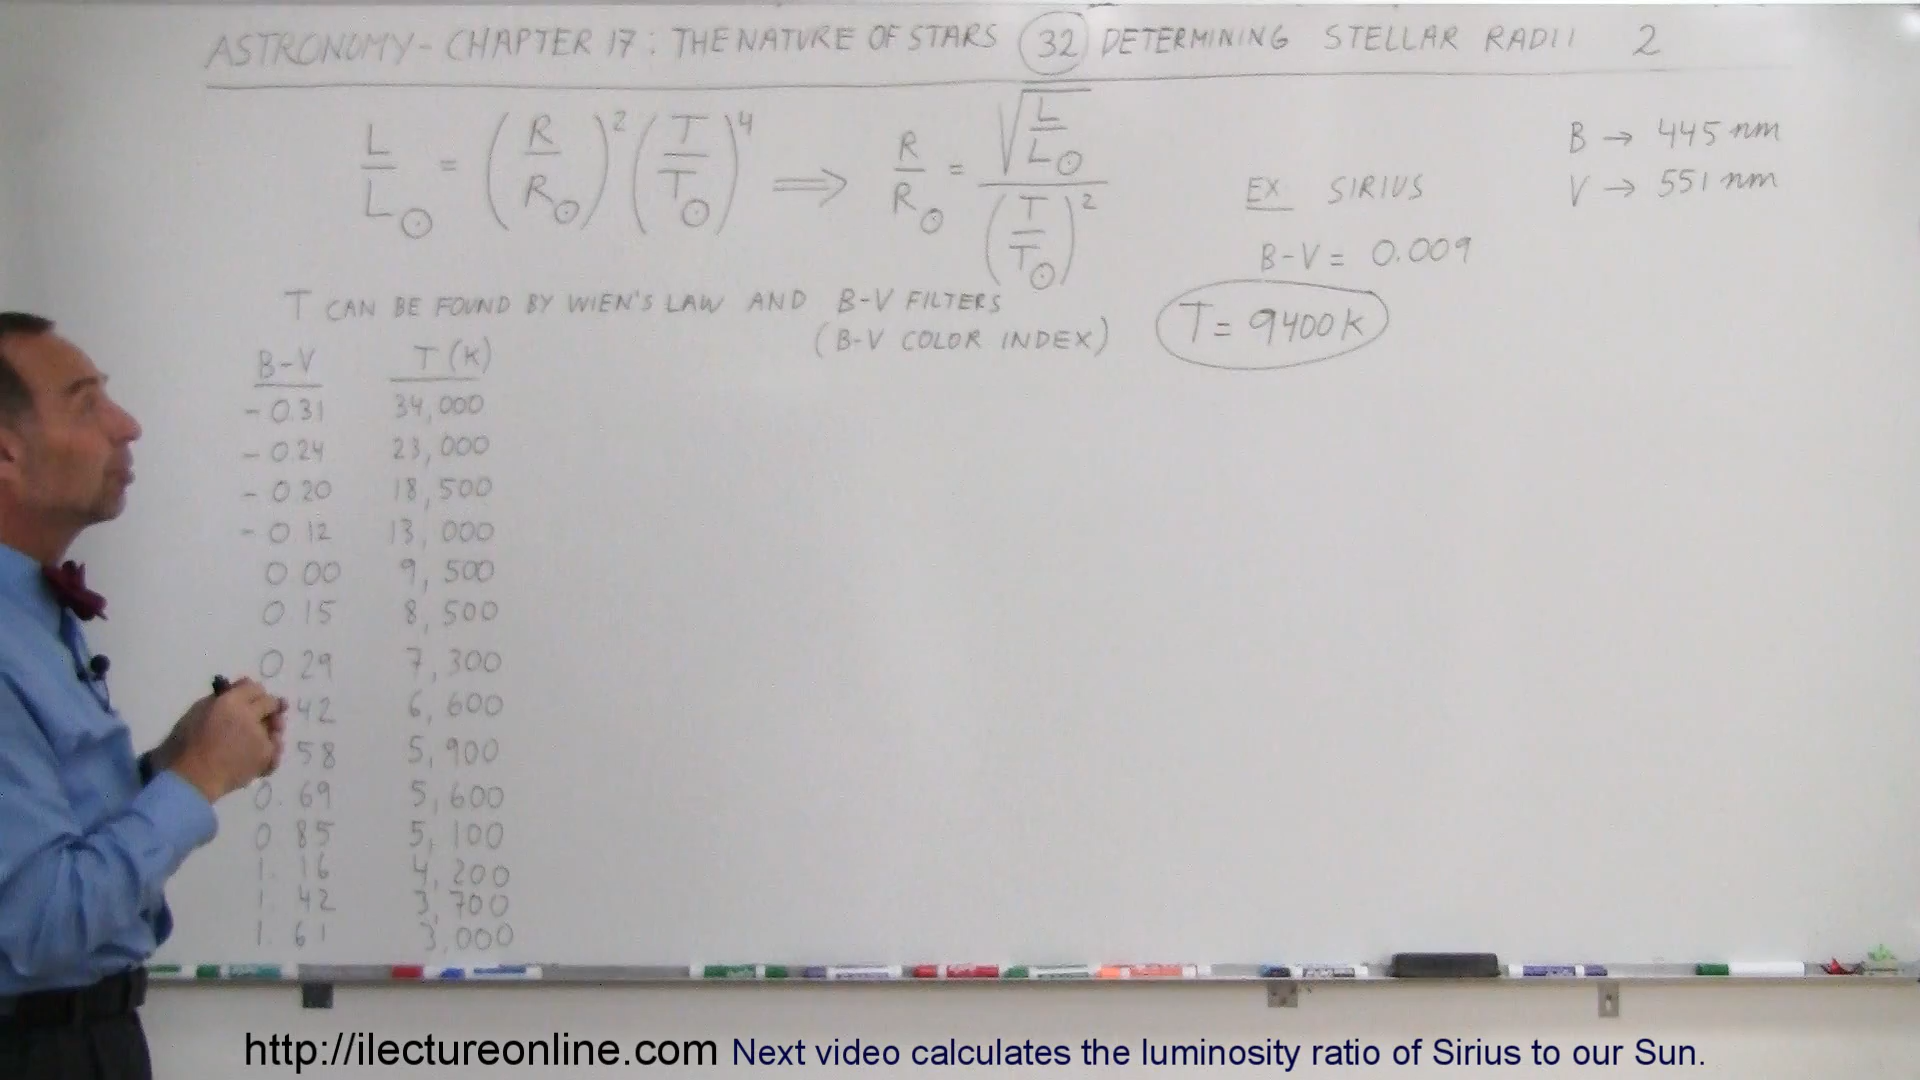 ASTRONOMY - CHAPTER 17: THE NATURE OF STARS 32 DETERMINING STELLAR RADII 2
L/L☉ = (R/R☉)² (T/T☉)⁴ ⟹ R/R☉ = √(L/L☉) / (T/T☉)²
B → 445 nm
V → 551 nm
EX SIRIUS
B-V = 0.009
T = 9400K
T CAN BE FOUND BY WIEN'S LAW AND B-V FILTERS
(B-V COLOR INDEX)
B-V T (K)
-0.31 34,000
-0.24 23,000
-0.20 18,500
-0.12 13,000
0.00 9,500
0.15 8,500
0.29 7,300
42 6,600
58 5,900
0.69 5,600
0.85 5,100
1.16 4,200
1.42 3,700
1.61 3,000
http://ilectureonline.com Next video calculates the luminosity ratio of Sirius to our Sun.